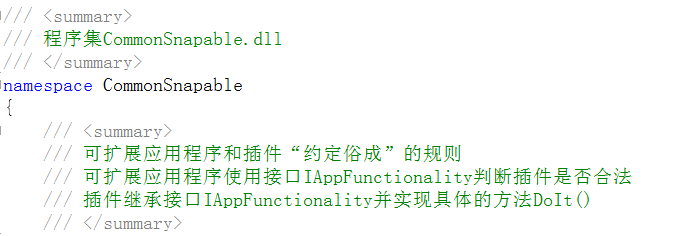 /// <summary>
/// 程序集CommonSnapable.dll
/// </summary>
namespace CommonSnapable
{
/// <summary>
/// 可扩展应用程序和插件“约定俗成”的规则
/// 可扩展应用程序使用接口IAppFunctionality判断插件是否合法
/// 插件继承接口IAppFunctionality并实现具体的方法DoIt()
/// </summary>